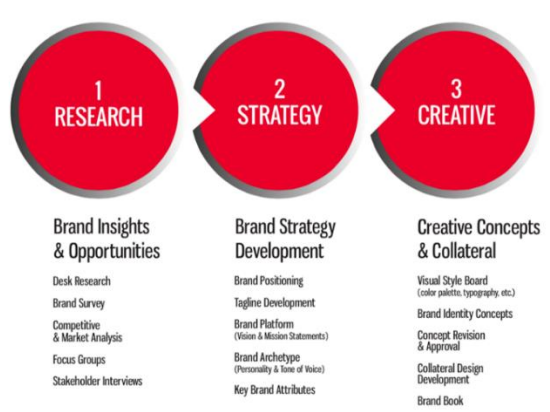 1
RESEARCH
2
STRATEGY
3
CREATIVE
Brand Insights
& Opportunities
Desk Research
Brand Survey
Competitive
& Market Analysis
Focus Groups
Stakeholder Interviews
Brand Strategy
Development
Brand Positioning
Tagline Development
Brand Platform
(Vision & Mission Statements)
Brand Archetype
(Personality & Tone of Voice)
Key Brand Attributes
Creative Concepts
& Collateral
Visual Style Board
(color palette, typography, etc.)
Brand Identity Concepts
Concept Revision
& Approval
Collateral Design
Development
Brand Book